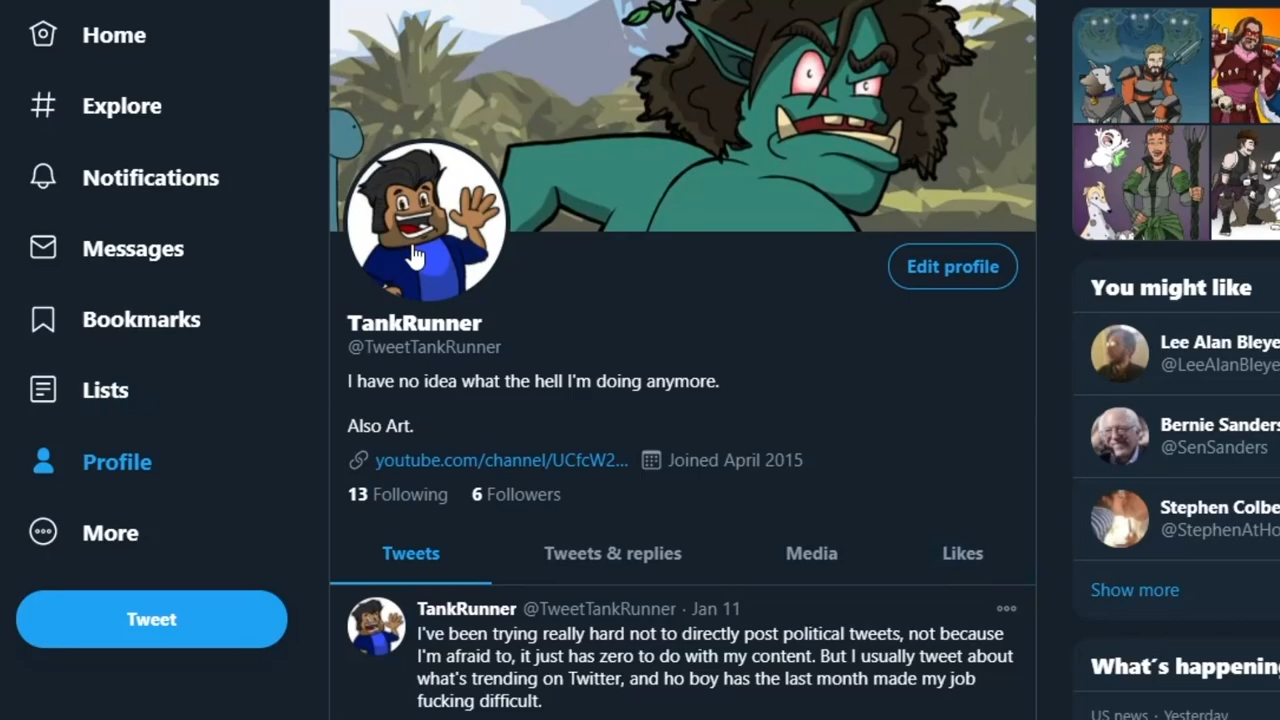 Home
Explore
Notifications
Messages
Bookmarks
Lists
Profile
More
Tweet
Edit profile
TankRunner
@TweetTankRunner
I have no idea what the hell I'm doing anymore.
Also Art.
youtube.com/channel/UCfcW2... Joined April 2015
13 Following 6 Followers
Tweets Tweets & replies Media Likes
TankRunner @TweetTankRunner · Jan 11
I've been trying really hard not to directly post political tweets, not because
I'm afraid to, it just has zero to do with my content. But I usually tweet about
what's trending on Twitter, and ho boy has the last month made my job
fucking difficult.
You might like
Lee Alan Bleye
@LeeAlanBleye
Bernie Sanders
@SenSanders
Stephen Colbe
@StephenAtHo
Show more
What's happening
US news · Yesterday